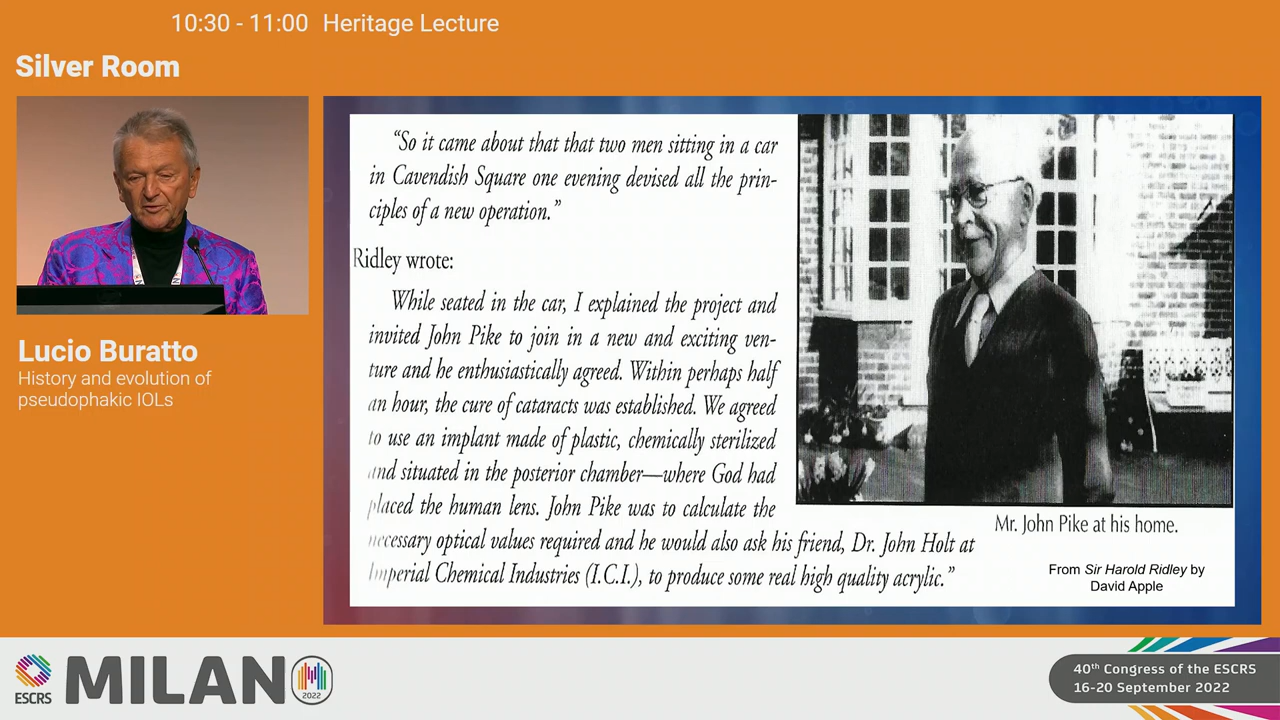 10:30 - 11:00 Heritage Lecture
Silver Room
Lucio Buratto
History and evolution of
pseudophakic IOLs
“So it came about that that two men sitting in a car
in Cavendish Square one evening devised all the prin-
ciples of a new operation.”
Ridley wrote:
While seated in the car, I explained the project and
invited John Pike to join in a new and exciting ven-
ture and he enthusiastically agreed. Within perhaps half
an hour, the cure of cataracts was established. We agreed
to use an implant made of plastic, chemically sterilized
and situated in the posterior chamber—where God had
placed the human lens. John Pike was to calculate the
necessary optical values required and he would also ask his friend, Dr. John Holt at
Imperial Chemical Industries (I.C.I.), to produce some real high quality acrylic.”
Mr. John Pike at his home.
From Sir Harold Ridley by
David Apple
ESCRS
MILANO
2022
40th Congress of the ESCRS
16-20 September 2022